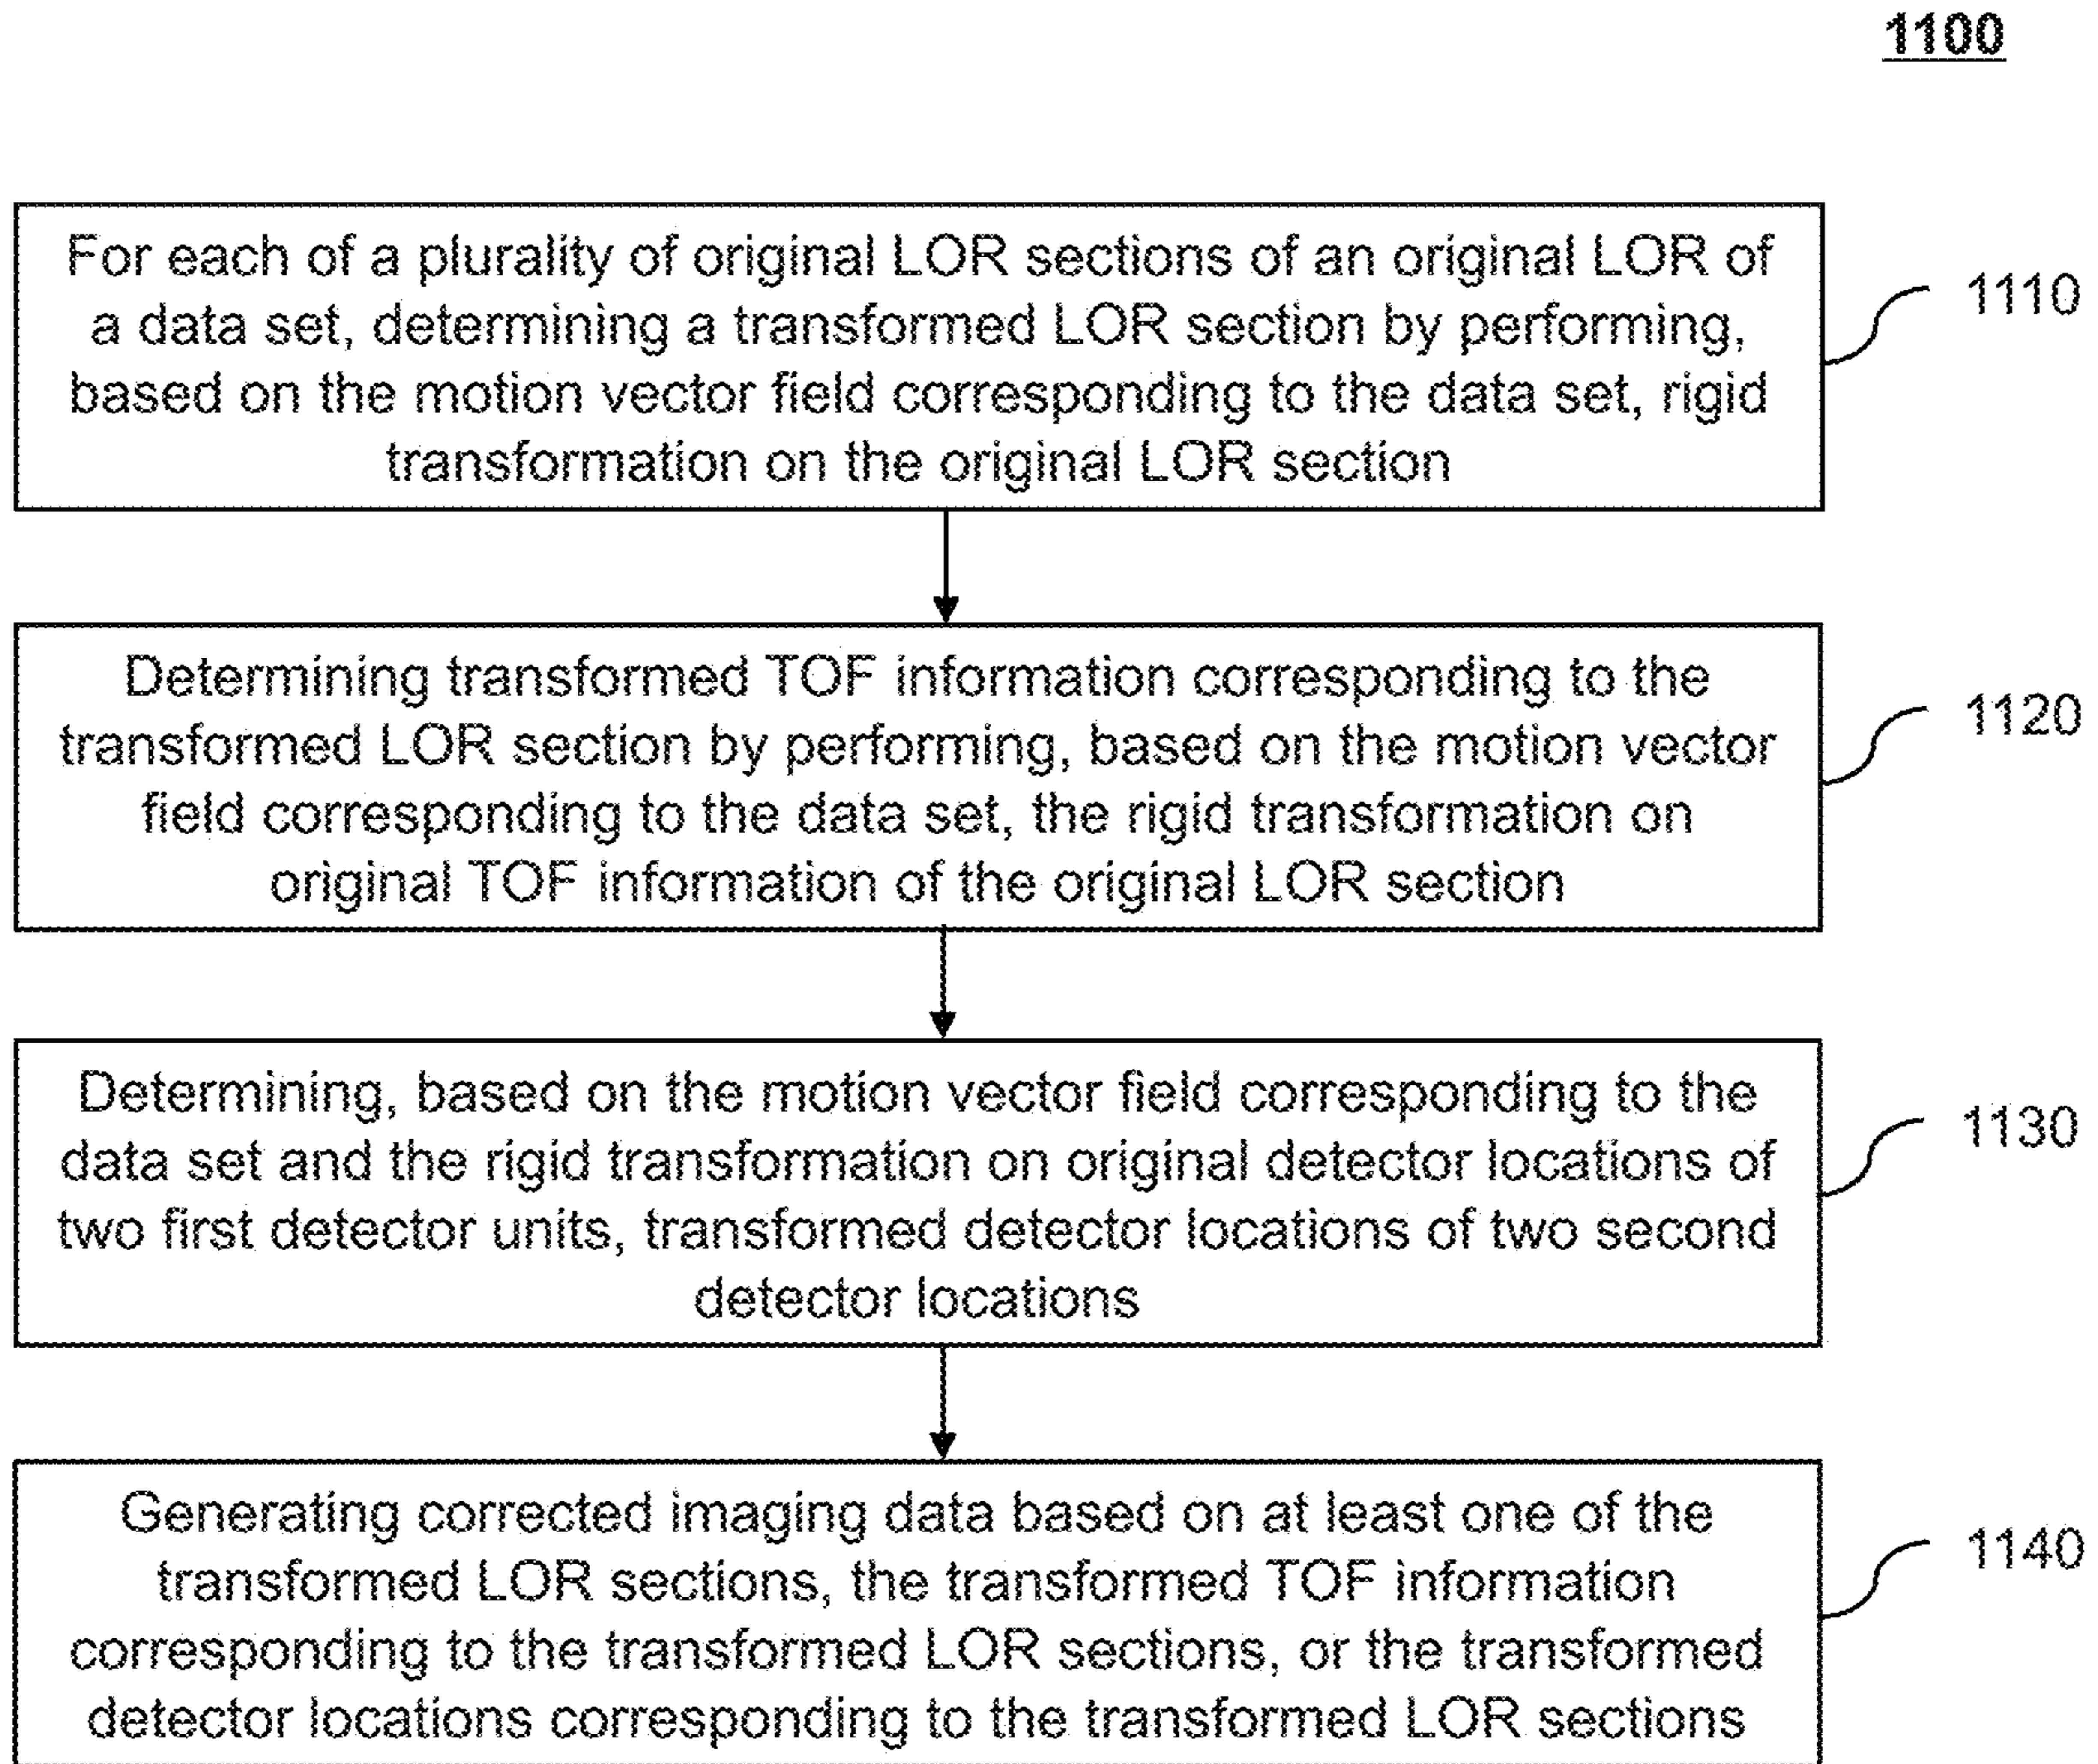 1100
For each of a plurality of original LOR sections of an original LOR of
a data set, determining a transformed LOR section by performing,
based on the motion vector field corresponding to the data set, rigid
transformation on the original LOR section
1110
Determining transformed TOF information corresponding to the
transformed LOR section by performing, based on the motion vector
field corresponding to the data set, the rigid transformation on
original TOF information of the original LOR section
1120
Determining, based on the motion vector field corresponding to the
data set and the rigid transformation on original detector locations of
two first detector units, transformed detector locations of two second
detector locations
1130
Generating corrected imaging data based on at least one of the
transformed LOR sections, the transformed TOF information
corresponding to the transformed LOR sections, or the transformed
detector locations corresponding to the transformed LOR sections
1140